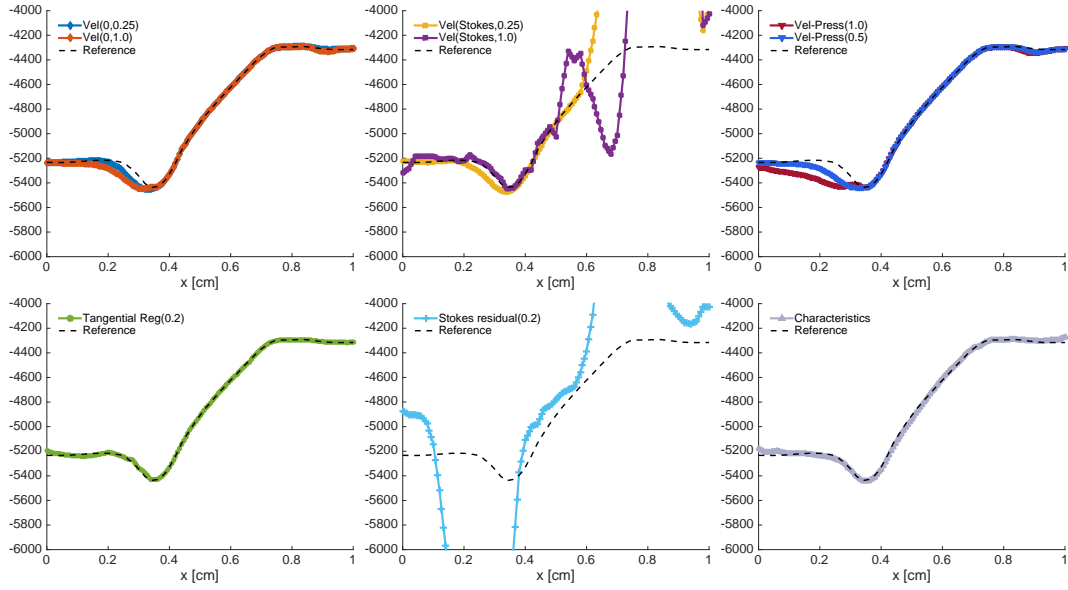 -4000
-4200
-4400
-4600
-4800
-5000
-5200
-5400
-5600
-5800
-6000
Vel(0,0.25)
Vel(0,1.0)
Reference
0 0.2 0.4 0.6 0.8 1
x [cm]
-4000
-4200
-4400
-4600
-4800
-5000
-5200
-5400
-5600
-5800
-6000
Vel(Stokes,0.25)
Vel(Stokes,1.0)
Reference
0 0.2 0.4 0.6 0.8 1
x [cm]
-4000
-4200
-4400
-4600
-4800
-5000
-5200
-5400
-5600
-5800
-6000
Vel-Press(1.0)
Vel-Press(0.5)
Reference
0 0.2 0.4 0.6 0.8 1
x [cm]
-4000
-4200
-4400
-4600
-4800
-5000
-5200
-5400
-5600
-5800
-6000
Tangential Reg(0.2)
Reference
0 0.2 0.4 0.6 0.8 1
x [cm]
-4000
-4200
-4400
-4600
-4800
-5000
-5200
-5400
-5600
-5800
-6000
Stokes residual(0.2)
Reference
0 0.2 0.4 0.6 0.8 1
x [cm]
-4000
-4200
-4400
-4600
-4800
-5000
-5200
-5400
-5600
-5800
-6000
Characteristics
Reference
0 0.2 0.4 0.6 0.8 1
x [cm]